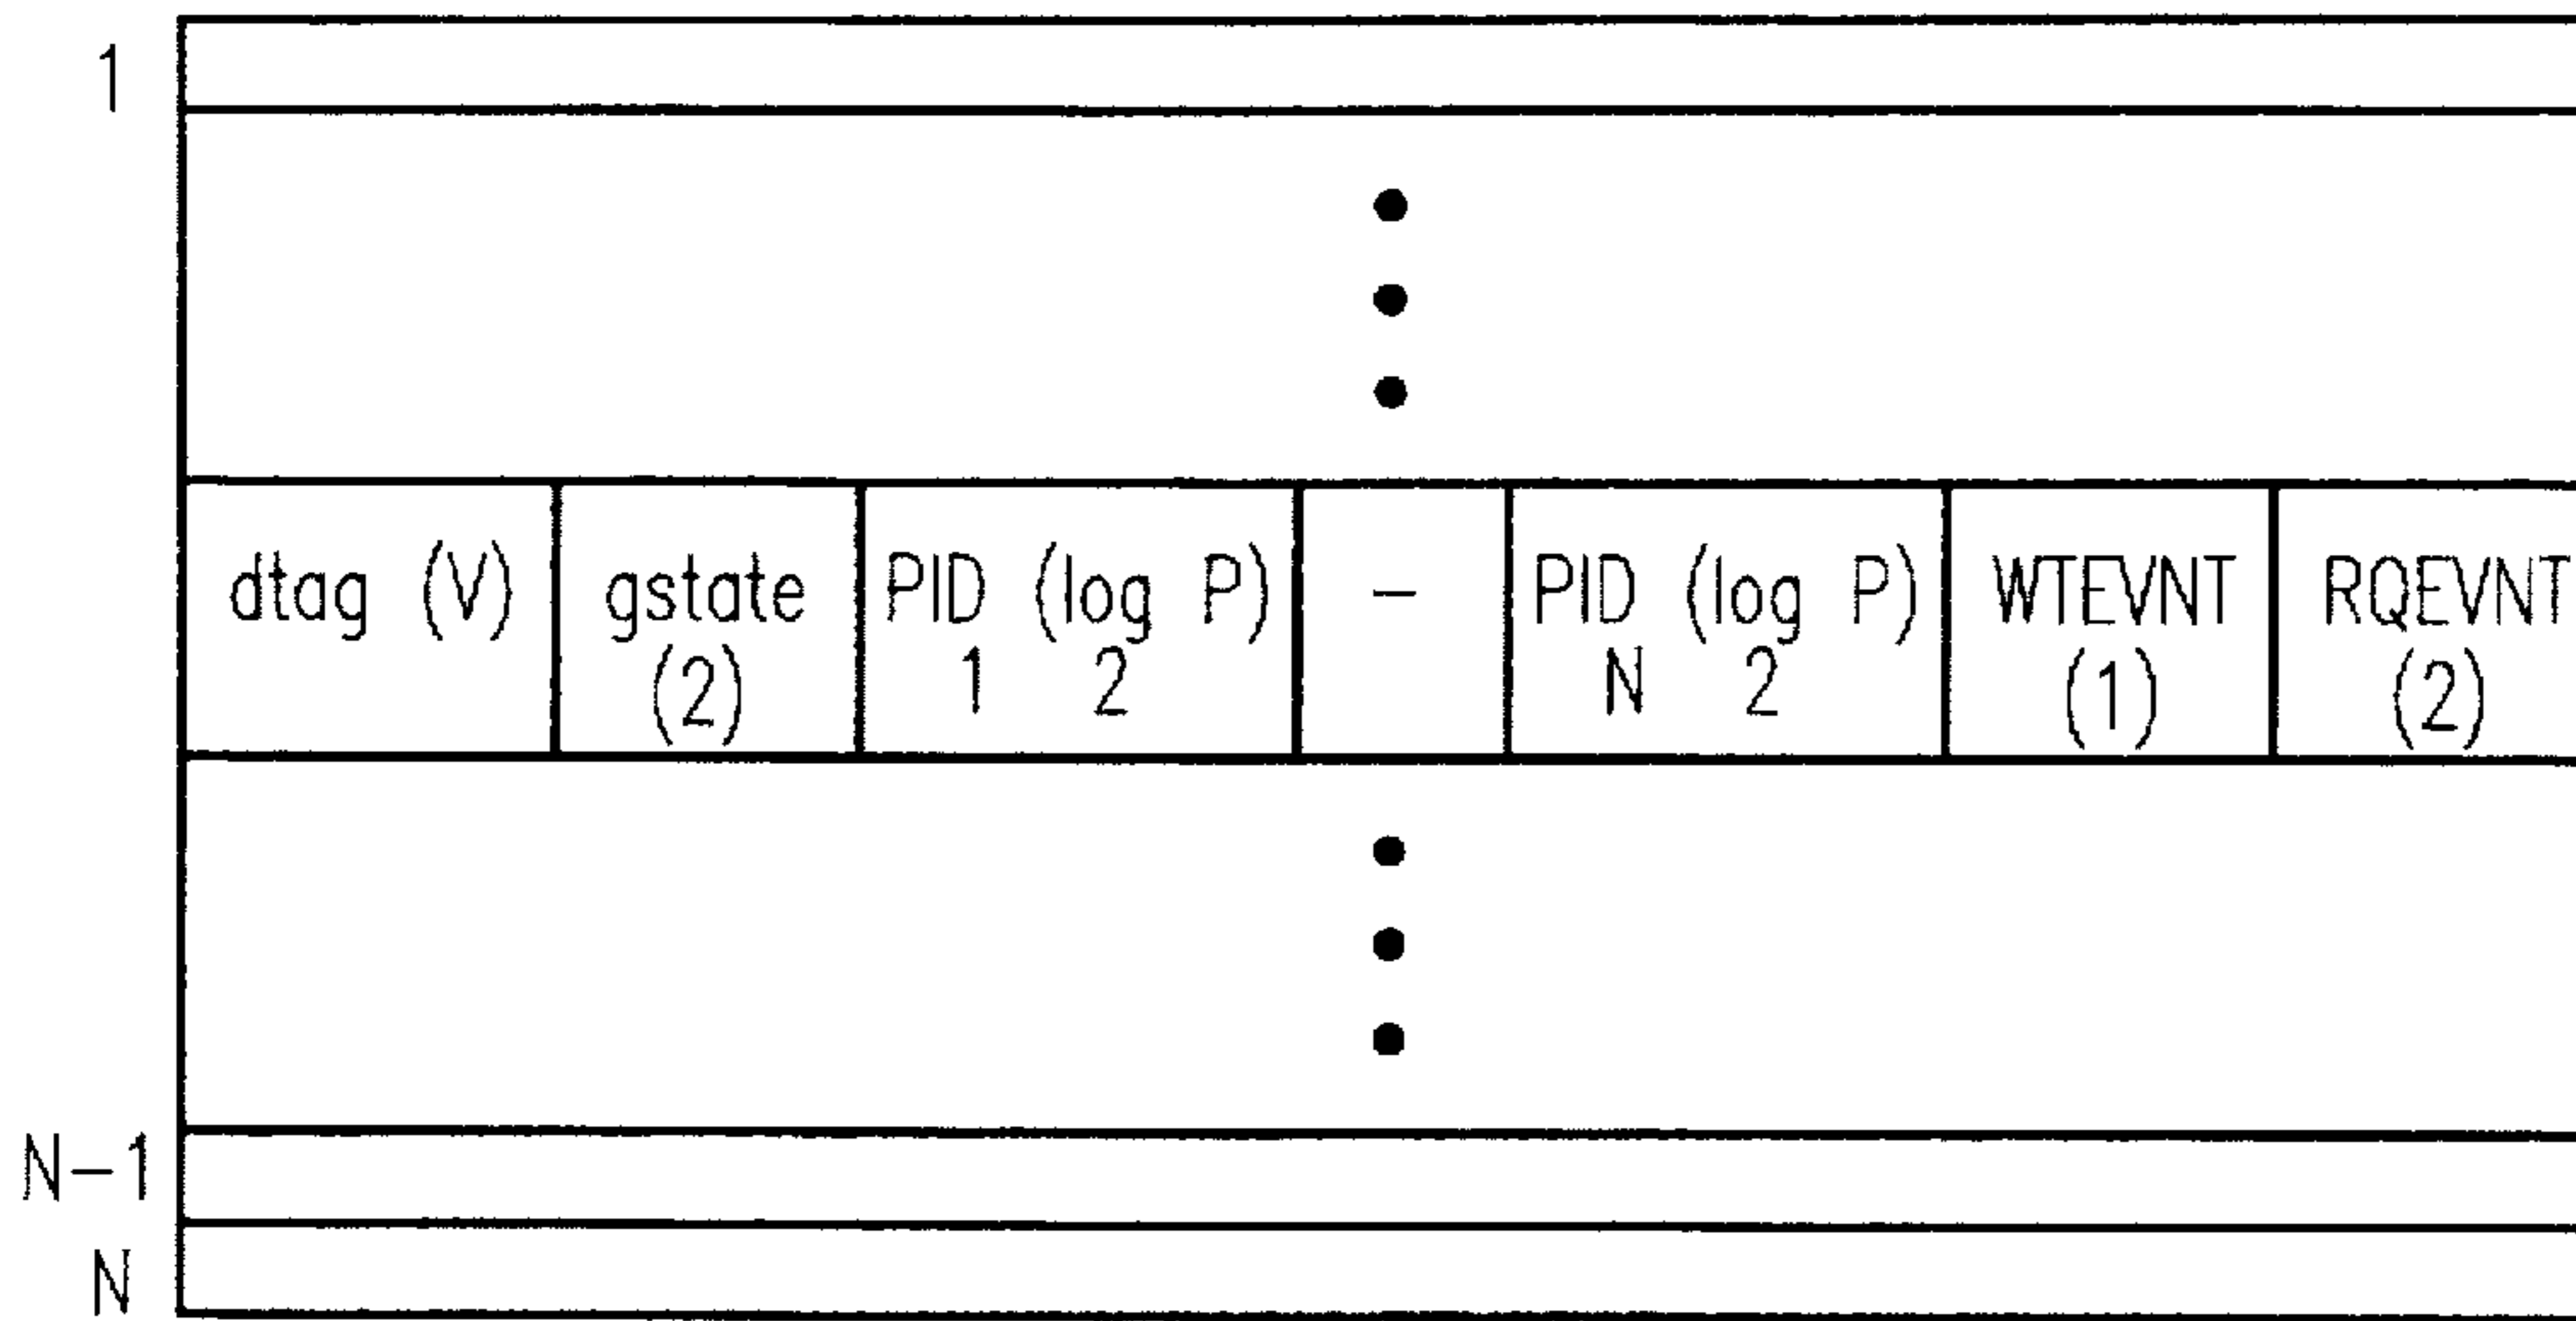 1
dtag (V) gstate PID (log P) - PID (log P) WTEVNT RQEVNT
(2) 1 2 N 2 (1) (2)
N-1
N